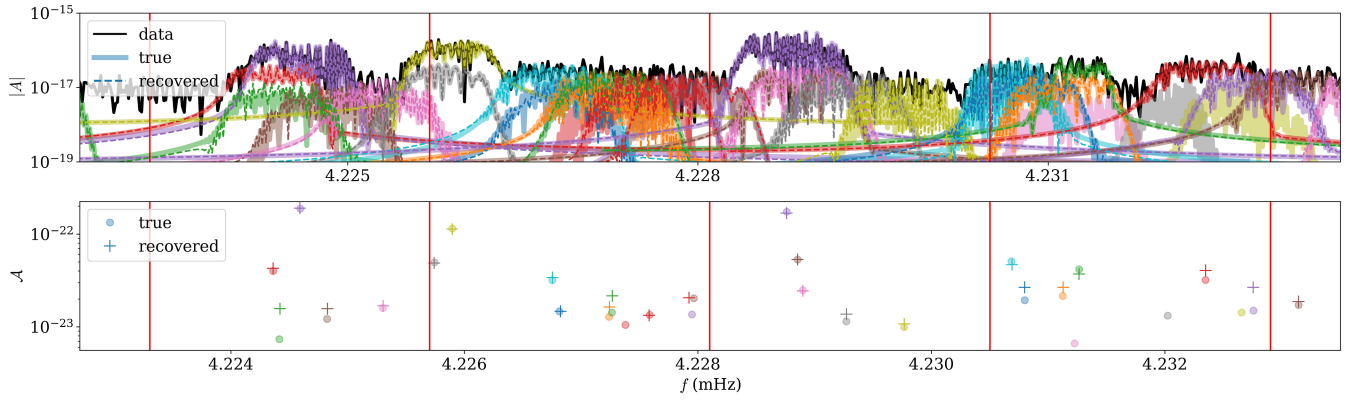 10⁻¹⁵
10⁻¹⁷
10⁻¹⁹
|A|
data
true
recovered
4.225
4.228
4.231
10⁻²²
10⁻²³
𝒜
true
recovered
4.224
4.226
4.228
4.230
4.232
f (mHz)